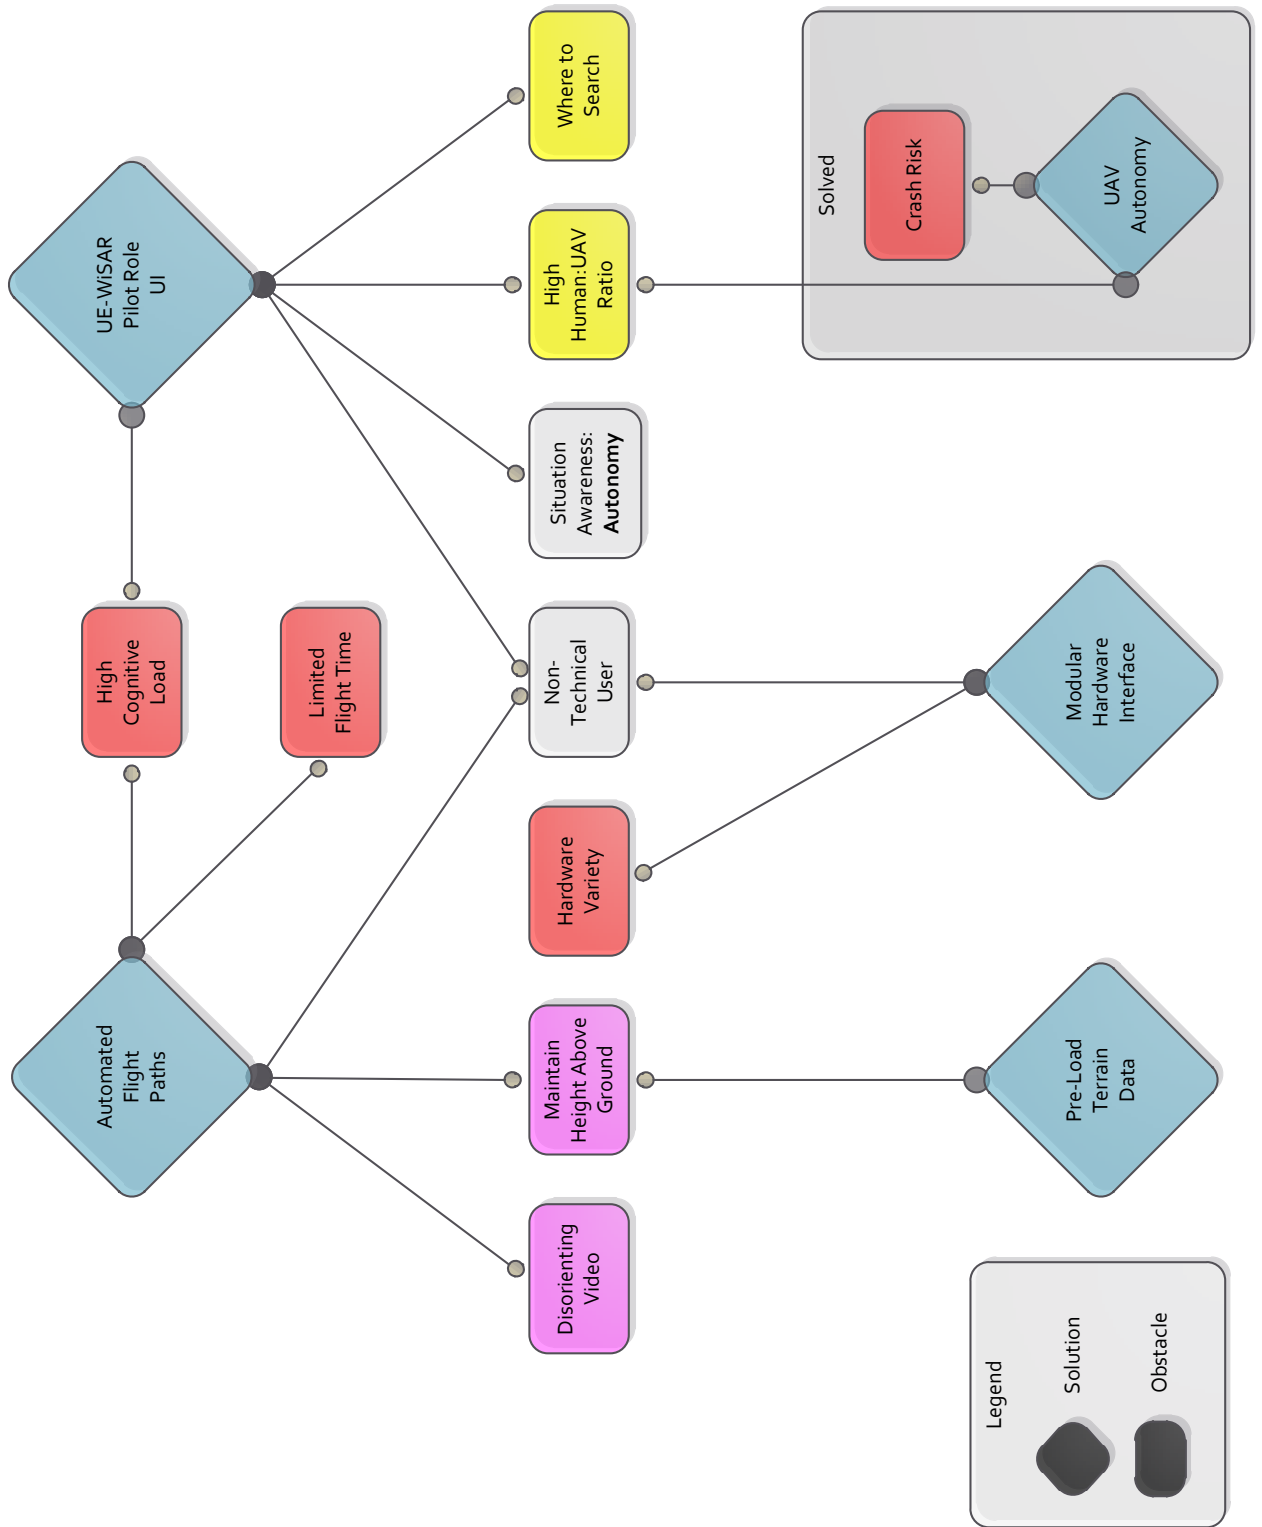 Automated
Flight
Paths
High
Cognitive
Load
UE-WiSAR
Pilot Role
UI
Limited
Flight Time
Disorienting
Video
Maintain
Height Above
Ground
Hardware
Variety
Non-
Technical
User
Situation
Awareness:
Autonomy
High
Human:UAV
Ratio
Where to
Search
Solved
Crash Risk
UAV
Autonomy
Legend
Solution
Obstacle
Pre-Load
Terrain
Data
Modular
Hardware
Interface